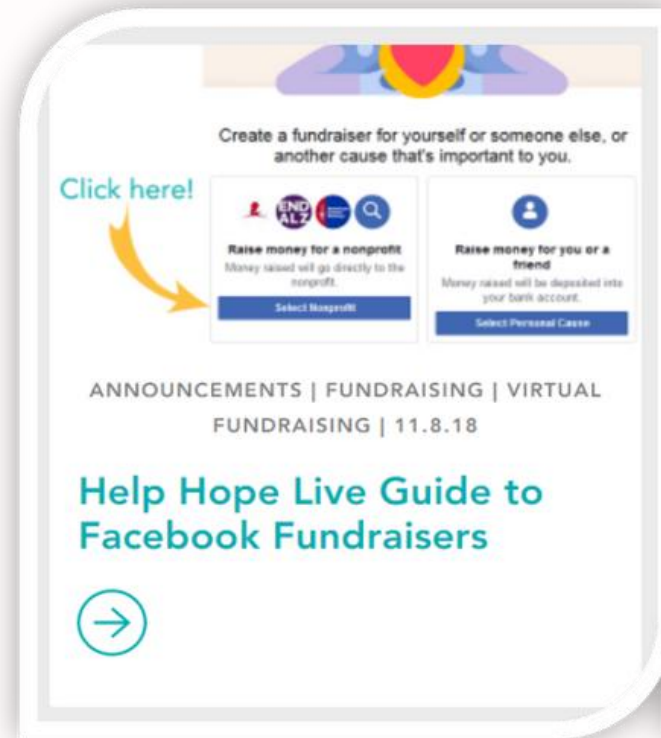 Create a fundraiser for yourself or someone else, or
another cause that's important to you.
Click here!
END
ALZ
Raise money for a nonprofit
Money raised will go directly to the
nonprofit.
Select Nonprofit
Raise money for you or a
friend
Money raised will be deposited into
your bank account.
Select Personal Cause
ANNOUNCEMENTS | FUNDRAISING | VIRTUAL
FUNDRAISING | 11.8.18
Help Hope Live Guide to
Facebook Fundraisers